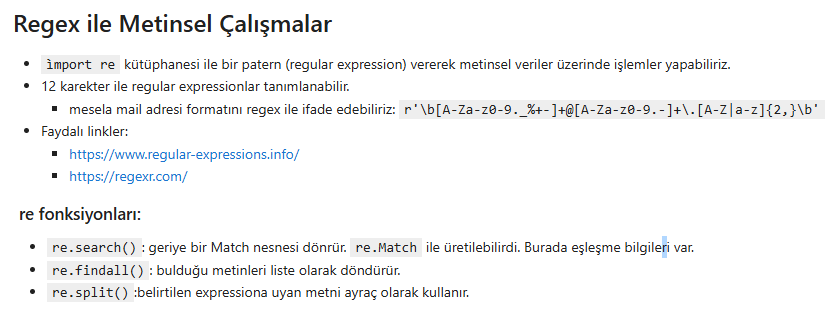 Regex ile Metinsel Çalışmalar
ìmport re kütüphanesi ile bir patern (regular expression) vererek metinsel veriler üzerinde işlemler yapabiliriz.
12 karekter ile regular expressionlar tanımlanabilir.
mesela mail adresi formatını regex ile ifade edebiliriz: r'\b[A-Za-z0-9._%+-]+@[A-Za-z0-9.-]+\.[A-Z|a-z]{2,}\b'
Faydalı linkler:
https://www.regular-expressions.info/
https://regexr.com/
re fonksiyonları:
re.search() : geriye bir Match nesnesi dönrür. re.Match ile üretilebilirdi. Burada eşleşme bilgileri var.
re.findall() : bulduğu metinleri liste olarak döndürür.
re.split() :belirtilen expressiona uyan metni ayraç olarak kullanır.